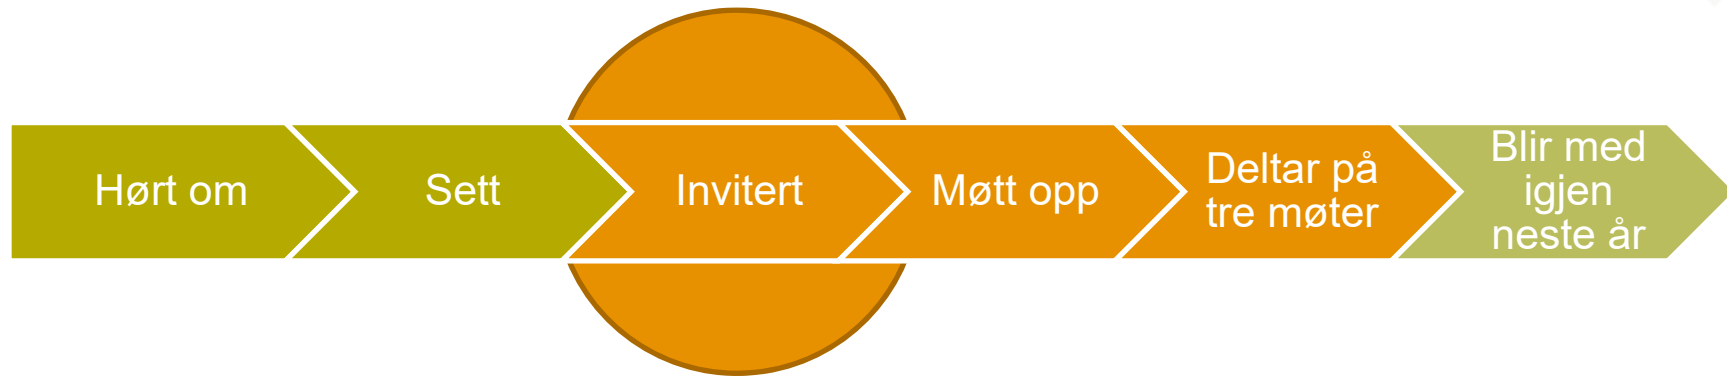 Hørt om
Sett
Invitert
Møtt opp
Deltar på
tre møter
Blir med
igjen
neste år